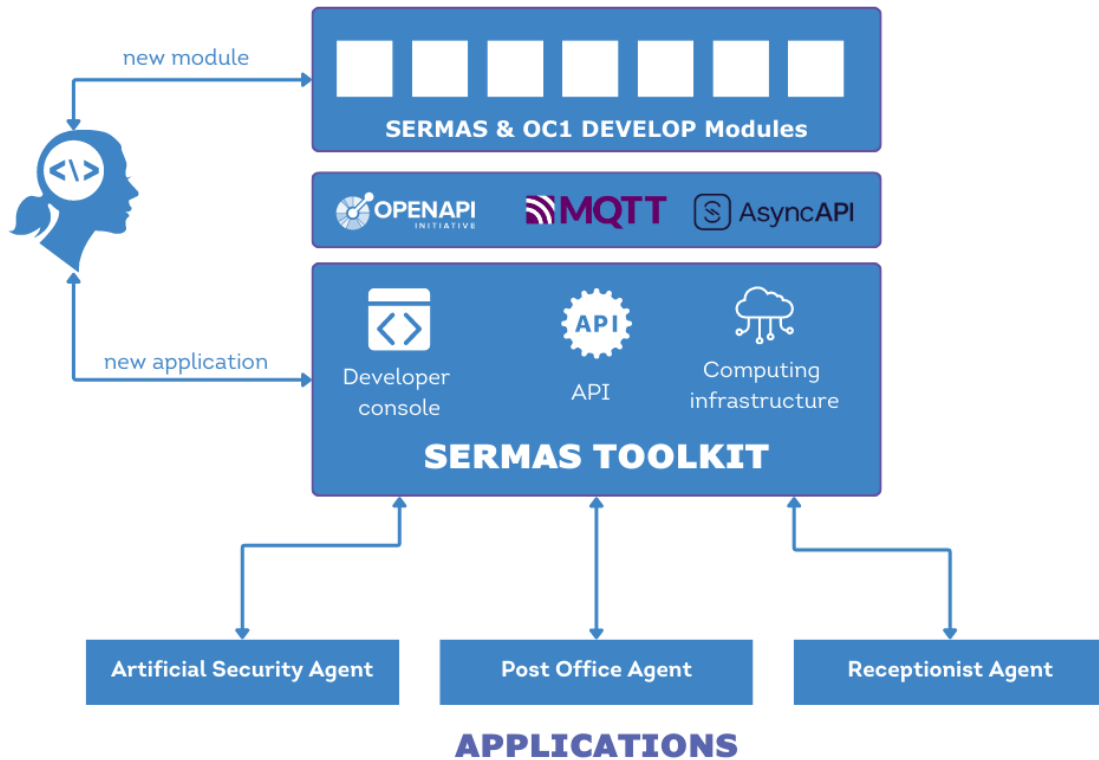 new module
SERMAS & OC1 DEVELOP Modules
<\>
OPENAPI
INITIATIVE
MQTT
AsyncAPI
API
new application
Developer
console
API
Computing
infrastructure
SERMAS TOOLKIT
Artificial Security Agent
Post Office Agent
Receptionist Agent
APPLICATIONS